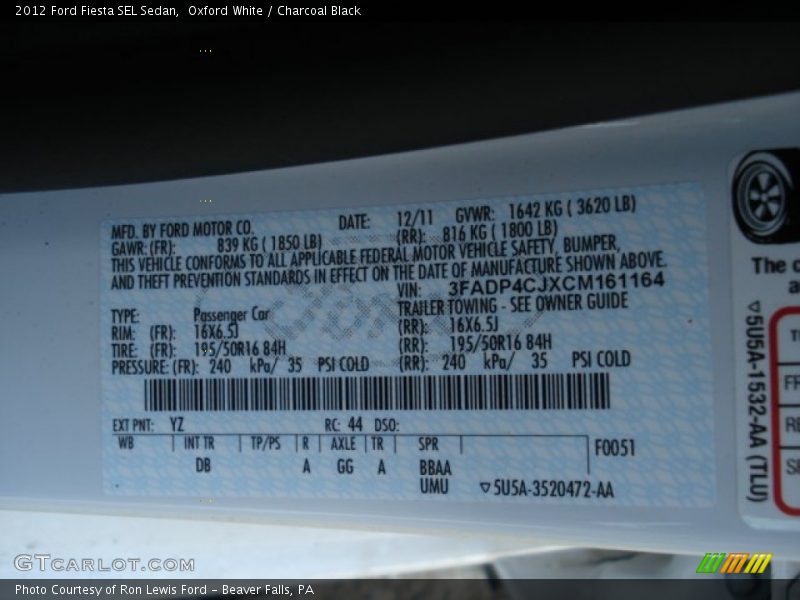 2012 Ford Fiesta SEL Sedan,  Oxford White / Charcoal Black
MFD. BY FORD MOTOR CO. DATE: 12/11 GVWR: 1642 KG ( 3620 LB)
GAWR: (FR): 839 KG ( 1850 LB) (RR): 816 KG ( 1800 LB)
THIS VEHICLE CONFORMS TO ALL APPLICABLE FEDERAL MOTOR VEHICLE SAFETY, BUMPER,
AND THEFT PREVENTION STANDARDS IN EFFECT ON THE DATE OF MANUFACTURE SHOWN ABOVE.
VIN: 3FADP4CJXCM161164
TYPE: Passenger Car TRAILER TOWING - SEE OWNER GUIDE
RIM: (FR): 16X6.5J (RR): 16X6.5J
TIRE: (FR): 195/50R16 84H (RR): 195/50R16 84H
PRESSURE: (FR): 240 kPa/ 35 PSI COLD (RR): 240 kPa/ 35 PSI COLD
EXT PNT: YZ RC: 44 DSO:
WB INT TR TP/PS R AXLE TR SPR F0051
DB A GG A BBAA
UMU ▽5U5A-3520472-AA
The
▽5U5A-1532-AA (TLU)
GTCARLOT.COM
Photo Courtesy of Ron Lewis Ford - Beaver Falls, PA